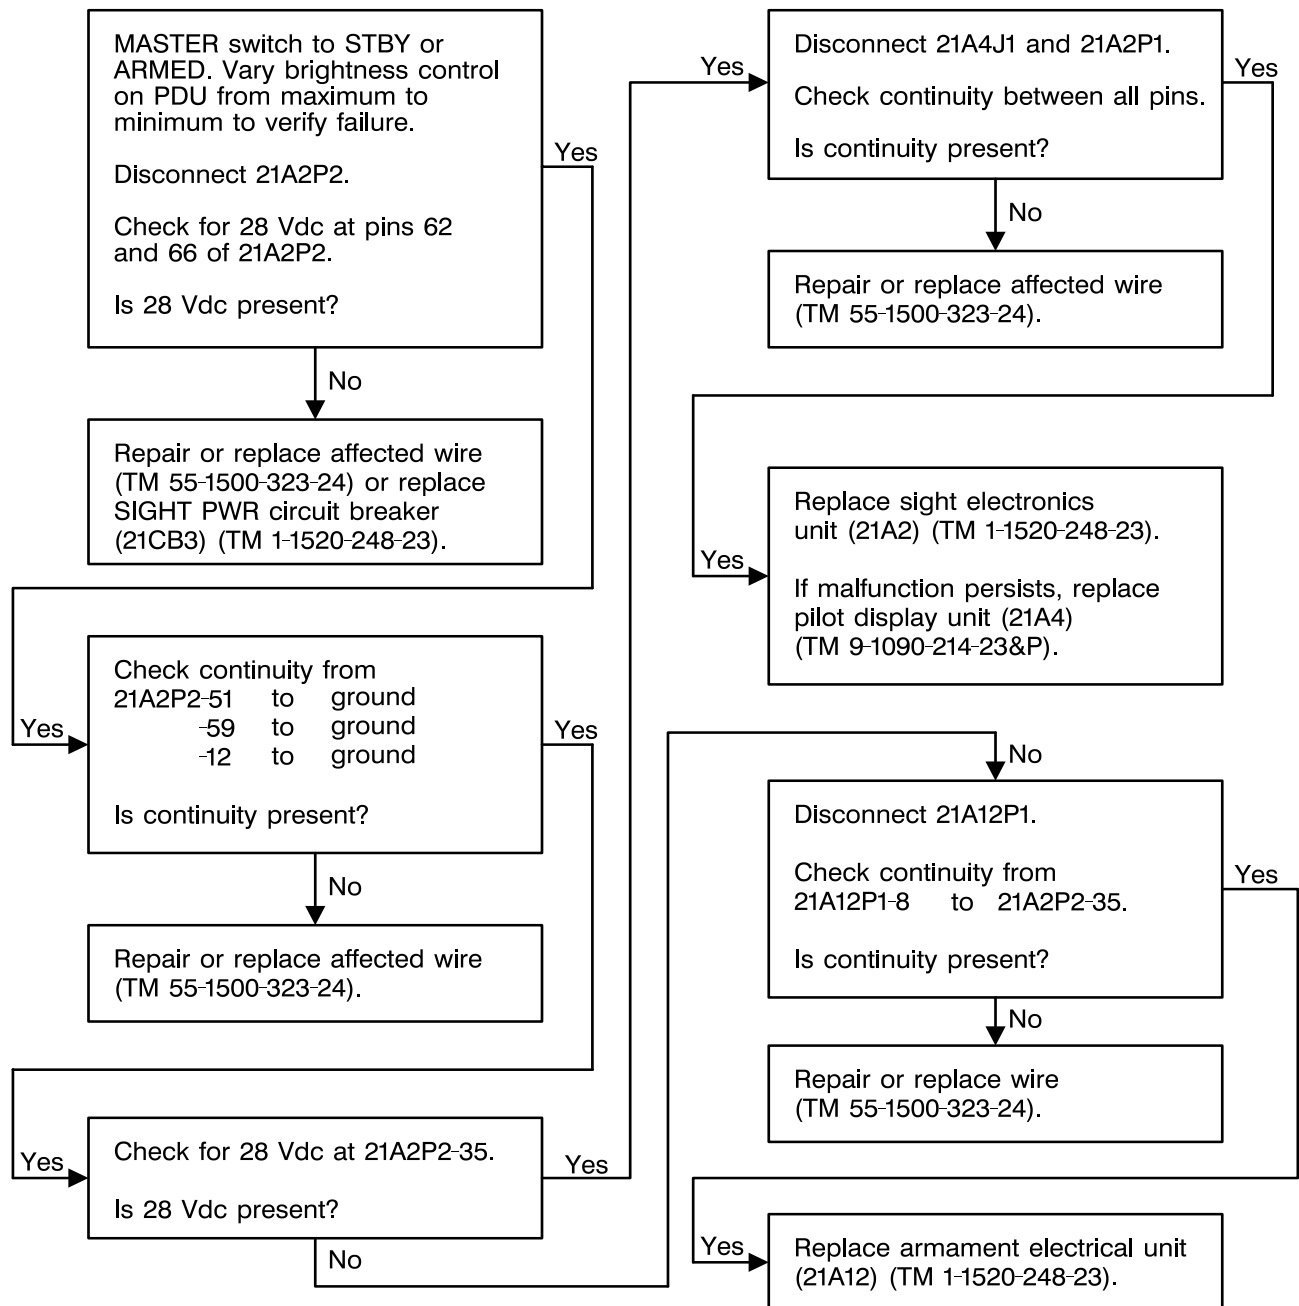 MASTER switch to STBY or
ARMED. Vary brightness control
on PDU from maximum to
minimum to verify failure.
Disconnect 21A2P2.
Check for 28 Vdc at pins 62
and 66 of 21A2P2.
Is 28 Vdc present?
Yes
No
Repair or replace affected wire
(TM 55-1500-323-24) or replace
SIGHT PWR circuit breaker
(21CB3) (TM 1-1520-248-23).
Yes
Check continuity from
21A2P2-51 to ground
-59 to ground
-12 to ground
Is continuity present?
Yes
No
Repair or replace affected wire
(TM 55-1500-323-24).
Yes
Check for 28 Vdc at 21A2P2-35.
Is 28 Vdc present?
Yes
No
Yes
Disconnect 21A4J1 and 21A2P1.
Check continuity between all pins.
Is continuity present?
Yes
No
Repair or replace affected wire
(TM 55-1500-323-24).
Yes
Replace sight electronics
unit (21A2) (TM 1-1520-248-23).
If malfunction persists, replace
pilot display unit (21A4)
(TM 9-1090-214-23&P).
No
Disconnect 21A12P1.
Check continuity from
21A12P1-8 to 21A2P2-35.
Is continuity present?
Yes
No
Repair or replace wire
(TM 55-1500-323-24).
Yes
Replace armament electrical unit
(21A12) (TM 1-1520-248-23).